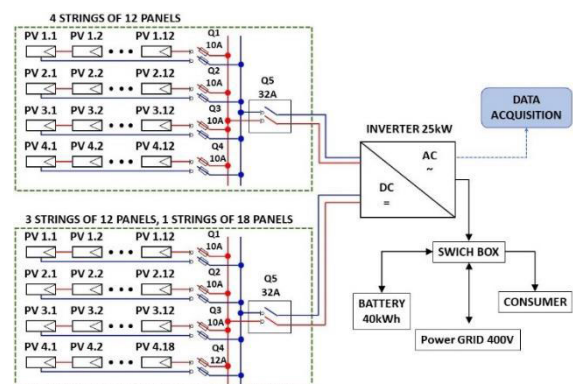 4 STRINGS OF 12 PANELS
PV 1.1 PV 1.2 PV 1.12 Q1
10A
PV 2.1 PV 2.2 PV 2.12 Q2
10A
PV 3.1 PV 3.2 PV 3.12 Q3
10A
PV 4.1 PV 4.2 PV 4.12 Q4
10A
Q5
32A
3 STRINGS OF 12 PANELS, 1 STRINGS OF 18 PANELS
PV 1.1 PV 1.2 PV 1.12 Q1
10A
PV 2.1 PV 2.2 PV 2.12 Q2
10A
PV 3.1 PV 3.2 PV 3.12 Q3
10A
PV 4.1 PV 4.2 PV 4.18 Q4
12A
Q5
32A
INVERTER 25kW
AC
~
DC
=
DATA
ACQUISITION
SWICH BOX
BATTERY
40kWh
CONSUMER
Power GRID 400V